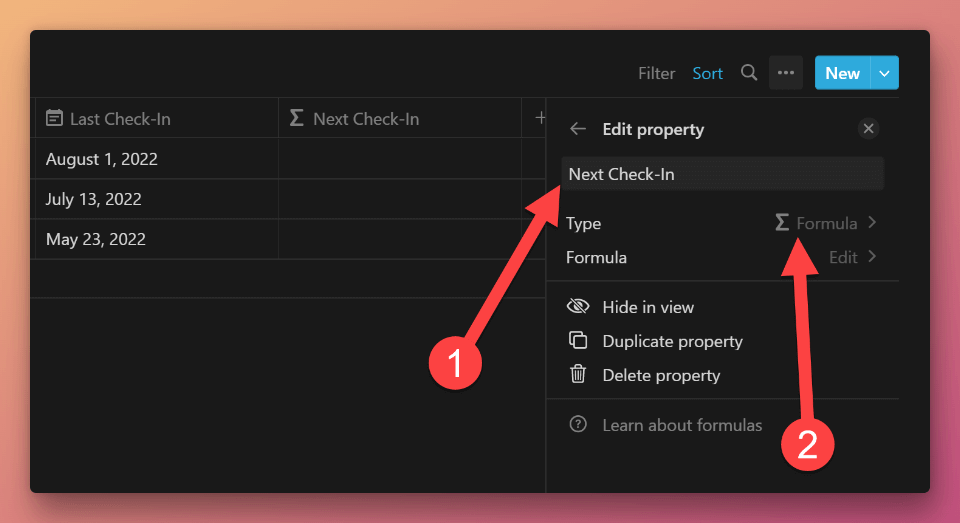 Filter Sort New
Last Check-In Next Check-In
August 1, 2022
July 13, 2022
May 23, 2022
Edit property
Next Check-In
Type Σ Formula
Formula Edit
Hide in view
Duplicate property
Delete property
Learn about formulas
1
2